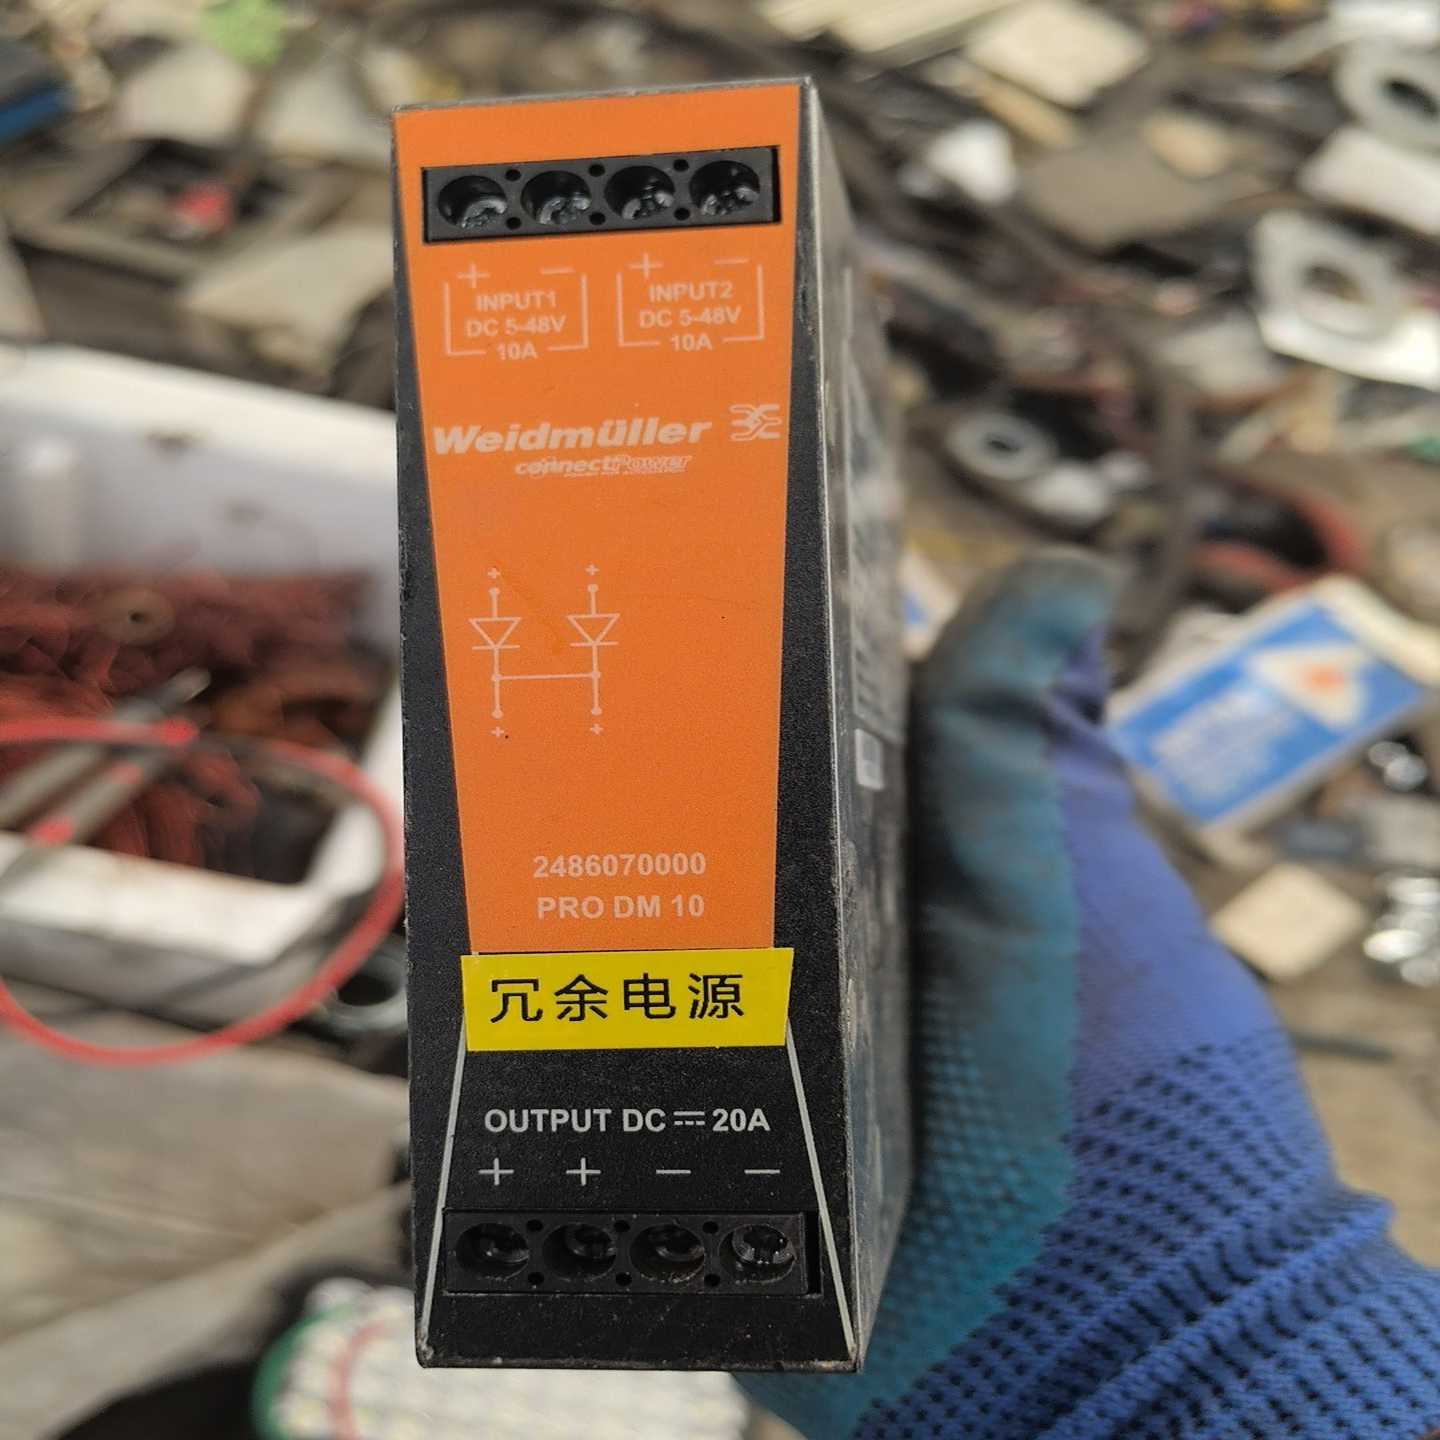 + - + -
INPUT1 INPUT2
DC 5-48V DC 5-48V
10A 10A
Weidmüller
connectPower
+ +
+ +
2486070000
PRO DM 10
冗余电源
OUTPUT DC ⎓ 20A
+ + - -